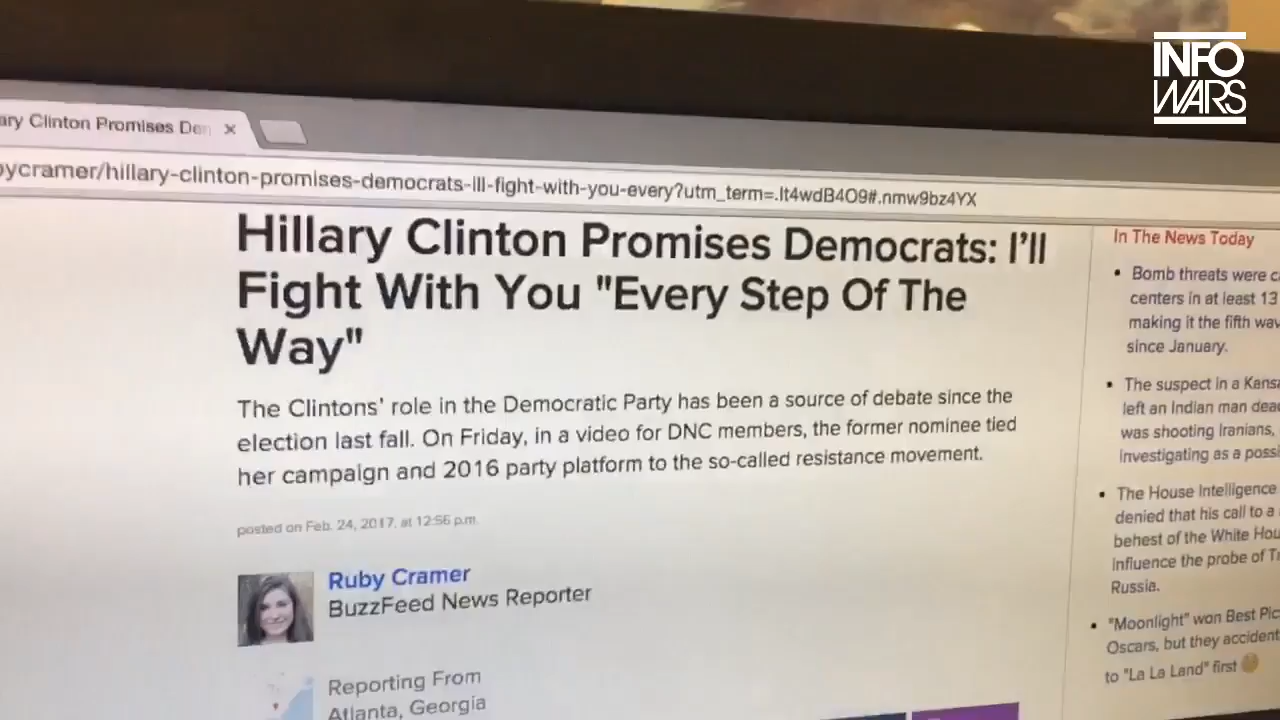 INFO
WARS
ary Clinton Promises Den
ycramer/hillary-clinton-promises-democrats-ill-fight-with-you-every?utm_term=.lt4wdB4O9#.nmw9bz4YX
Hillary Clinton Promises Democrats: I'll
Fight With You "Every Step Of The
Way"
The Clintons' role in the Democratic Party has been a source of debate since the
election last fall. On Friday, in a video for DNC members, the former nominee tied
her campaign and 2016 party platform to the so-called resistance movement.
posted on Feb. 24, 2017, at 12:56 p.m.
Ruby Cramer
BuzzFeed News Reporter
Reporting From
Atlanta, Georgia
In The News Today
• Bomb threats were c
centers in at least 13
making it the fifth wav
since January.
• The suspect in a Kansa
left an Indian man dea
was shooting Iranians,
investigating as a possi
• The House Intelligence
denied that his call to a
behest of the White Hou
influence the probe of T
Russia.
• "Moonlight" won Best Pic
Oscars, but they accident
to "La La Land" first